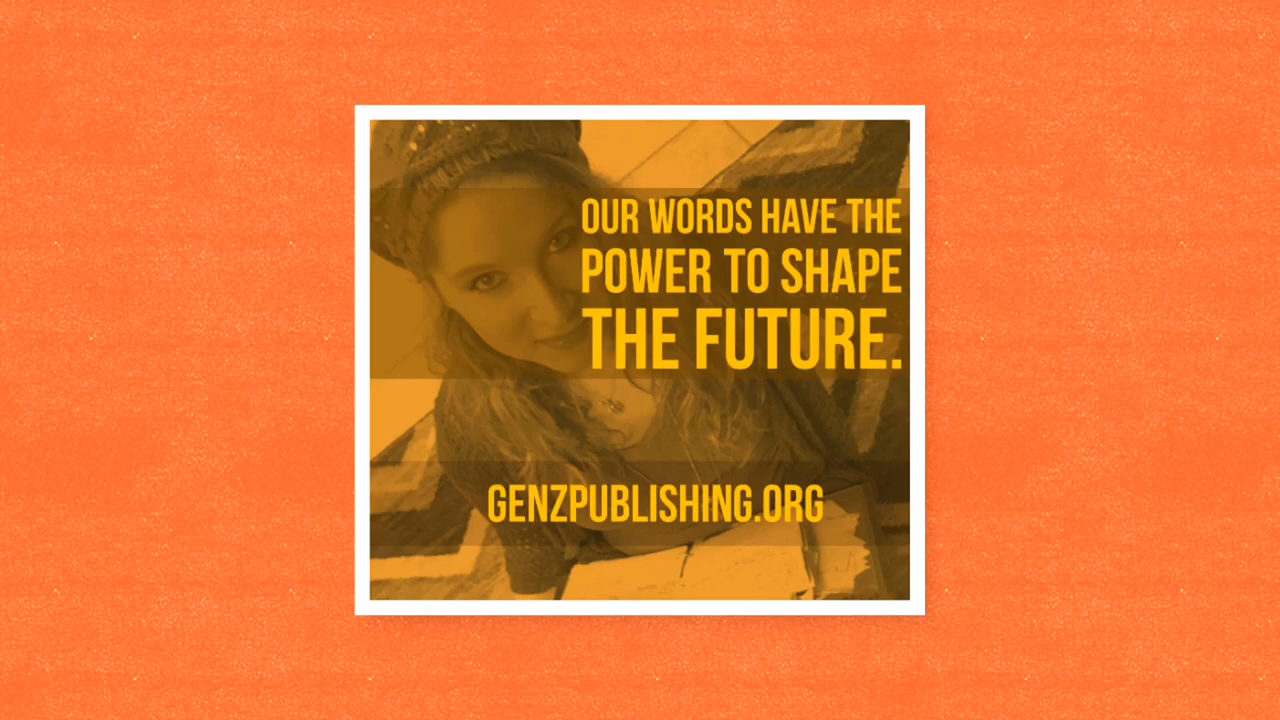 OUR WORDS HAVE THE
POWER TO SHAPE
THE FUTURE.
GENZPUBLISHING.ORG